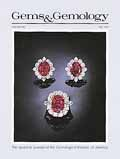 Gems & Gemology
The quarterly journal of the Gemological Institute of America